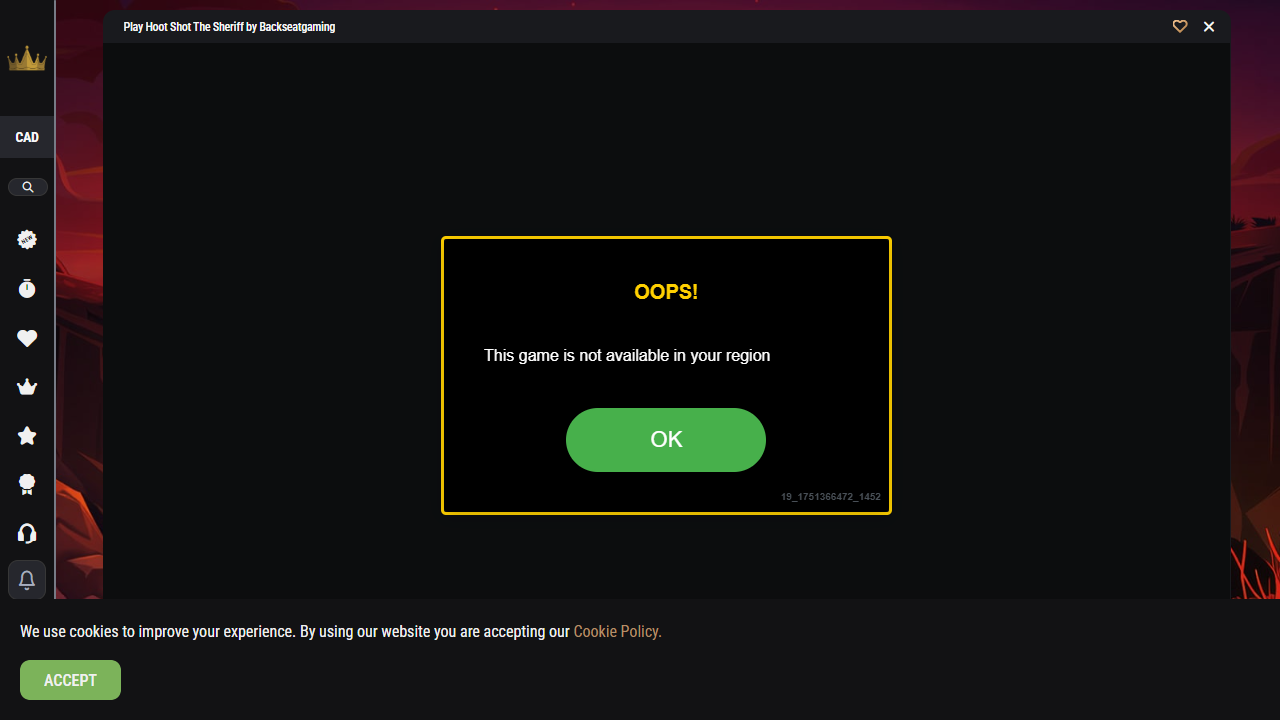 Play Hoot Shot The Sheriff by Backseatgaming
CAD
NEW
OOPS!
This game is not available in your region
OK
19_1751366472_1452
We use cookies to improve your experience. By using our website you are accepting our Cookie Policy.
ACCEPT